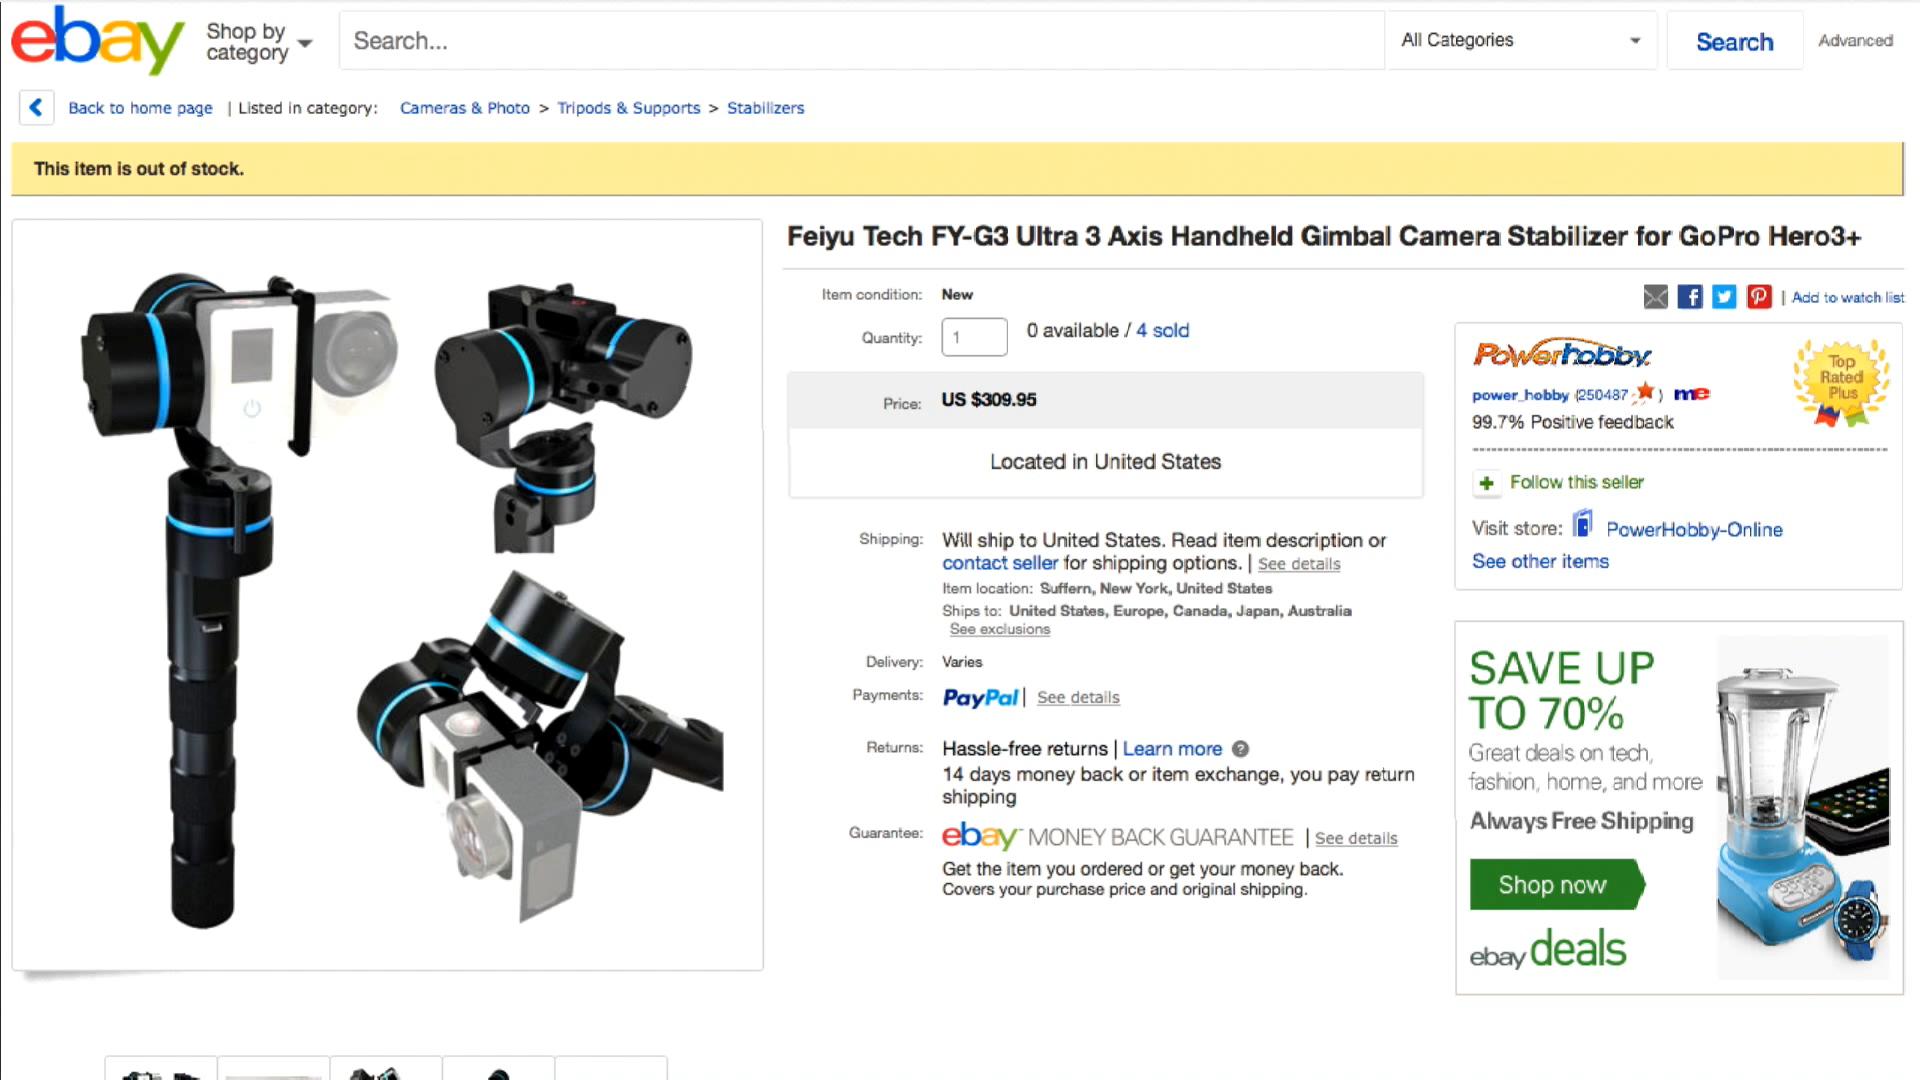 ebay
Shop by
category
Search...
All Categories
Search
Advanced
Back to home page | Listed in category: Cameras & Photo > Tripods & Supports > Stabilizers
This item is out of stock.
Feiyu Tech FY-G3 Ultra 3 Axis Handheld Gimbal Camera Stabilizer for GoPro Hero3+
Item condition: New
Quantity: 1 0 available / 4 sold
Price: US $309.95
Located in United States
Shipping: Will ship to United States. Read item description or
contact seller for shipping options. | See details
Item location: Suffern, New York, United States
Ships to: United States, Europe, Canada, Japan, Australia
See exclusions
Delivery: Varies
Payments: PayPal | See details
Returns: Hassle-free returns | Learn more ?
14 days money back or item exchange, you pay return
shipping
Guarantee: ebay MONEY BACK GUARANTEE | See details
Get the item you ordered or get your money back.
Covers your purchase price and original shipping.
| Add to watch list
Powerhobby.
Top
Rated
Plus
power_hobby (250487 ) me
99.7% Positive feedback
+ Follow this seller
Visit store: PowerHobby-Online
See other items
SAVE UP
TO 70%
Great deals on tech,
fashion, home, and more
Always Free Shipping
Shop now
ebay deals